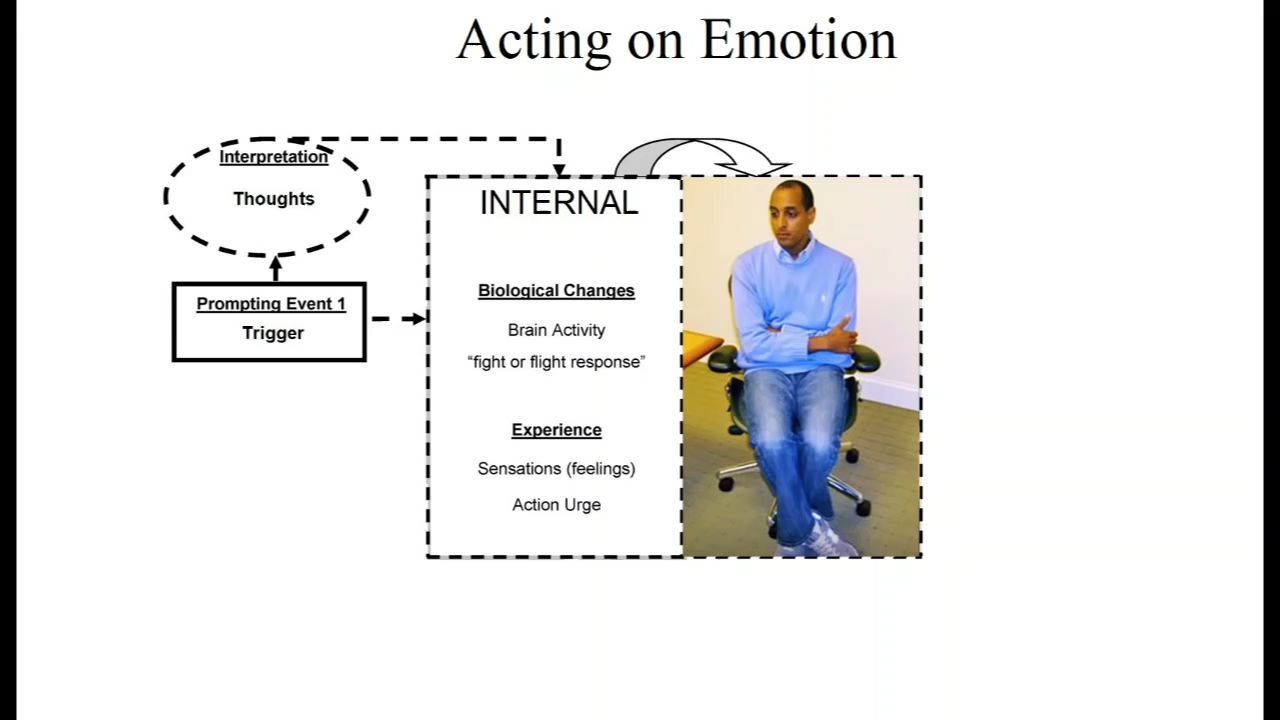 Acting on Emotion
Interpretation
Thoughts
Prompting Event 1
Trigger
INTERNAL
Biological Changes
Brain Activity
“fight or flight response”
Experience
Sensations (feelings)
Action Urge